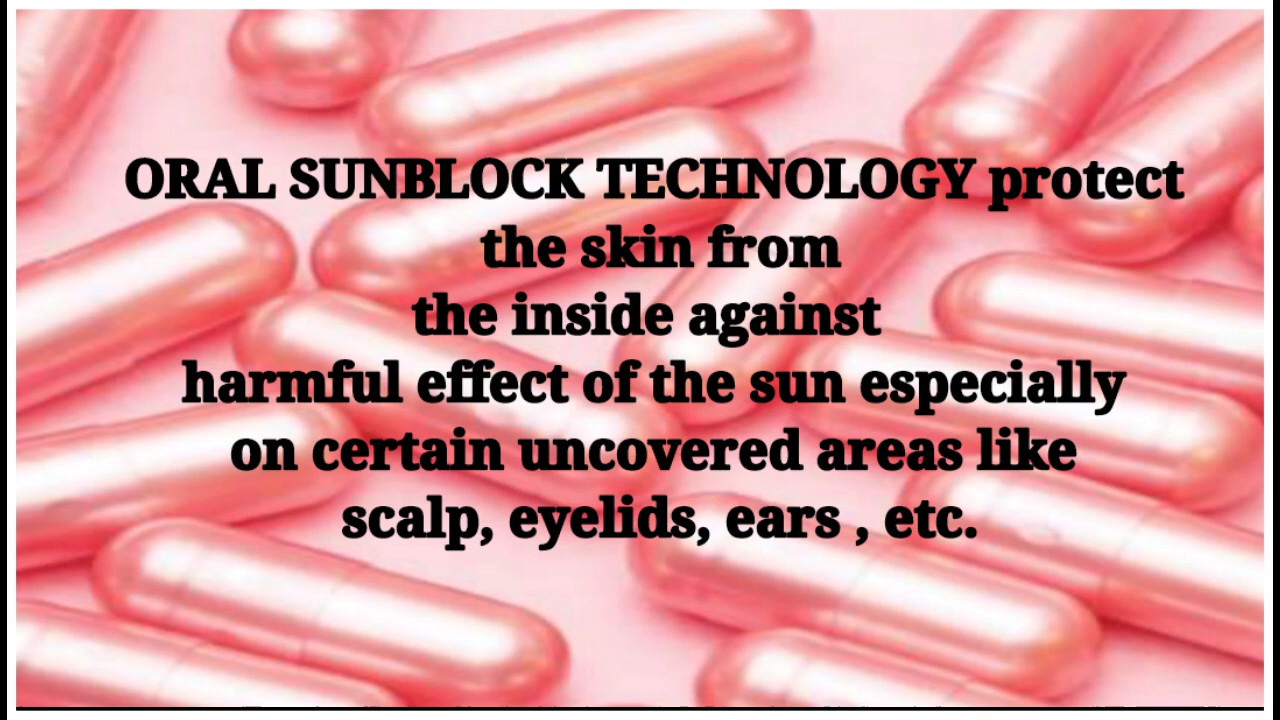 ORAL SUNBLOCK TECHNOLOGY protect
the skin from
the inside against
harmful effect of the sun especially
on certain uncovered areas like
scalp, eyelids, ears , etc.